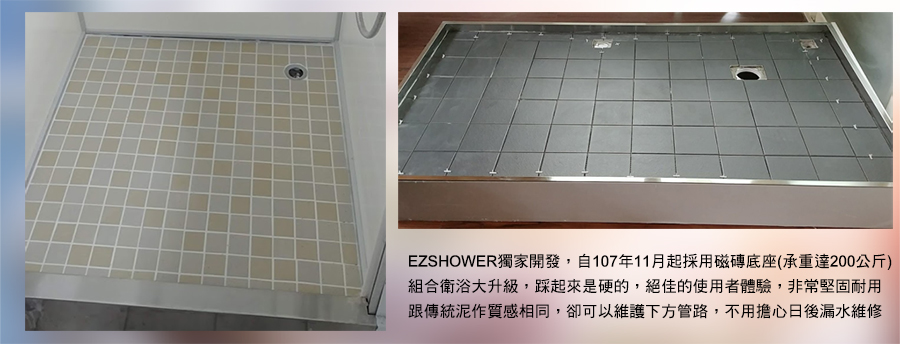 EZSHOWER獨家開發，自107年11月起採用磁磚底座(承重達200公斤)
組合衛浴大升級，踩起來是硬的，絕佳的使用者體驗，非常堅固耐用
跟傳統泥作質感相同，卻可以維護下方管路，不用擔心日後漏水維修